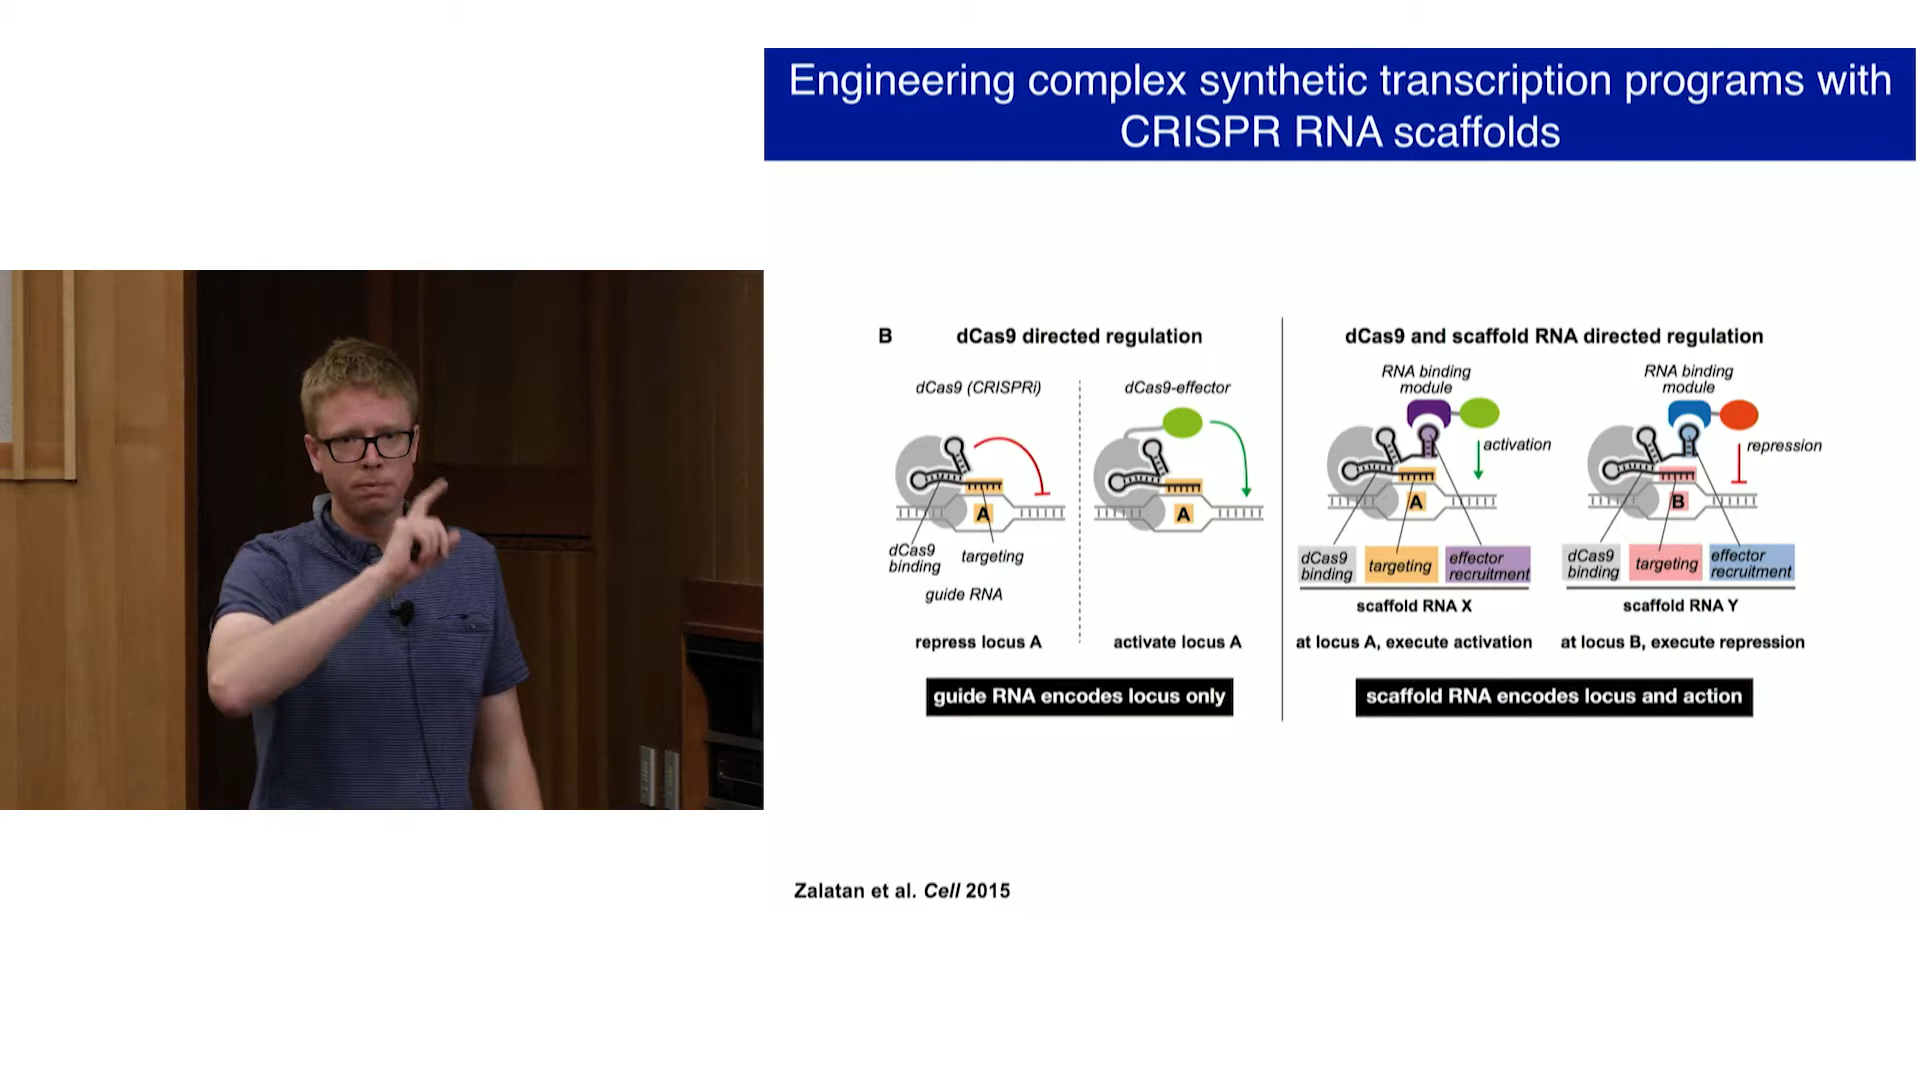 Engineering complex synthetic transcription programs with
CRISPR RNA scaffolds
B
dCas9 directed regulation
dCas9 (CRISPRi)
dCas9-effector
A
A
dCas9
binding
targeting
guide RNA
repress locus A
activate locus A
guide RNA encodes locus only
dCas9 and scaffold RNA directed regulation
RNA binding
module
RNA binding
module
activation
repression
A
B
dCas9
binding
targeting
effector
recruitment
dCas9
binding
targeting
effector
recruitment
scaffold RNA X
scaffold RNA Y
at locus A, execute activation
at locus B, execute repression
scaffold RNA encodes locus and action
Zalatan et al. Cell 2015